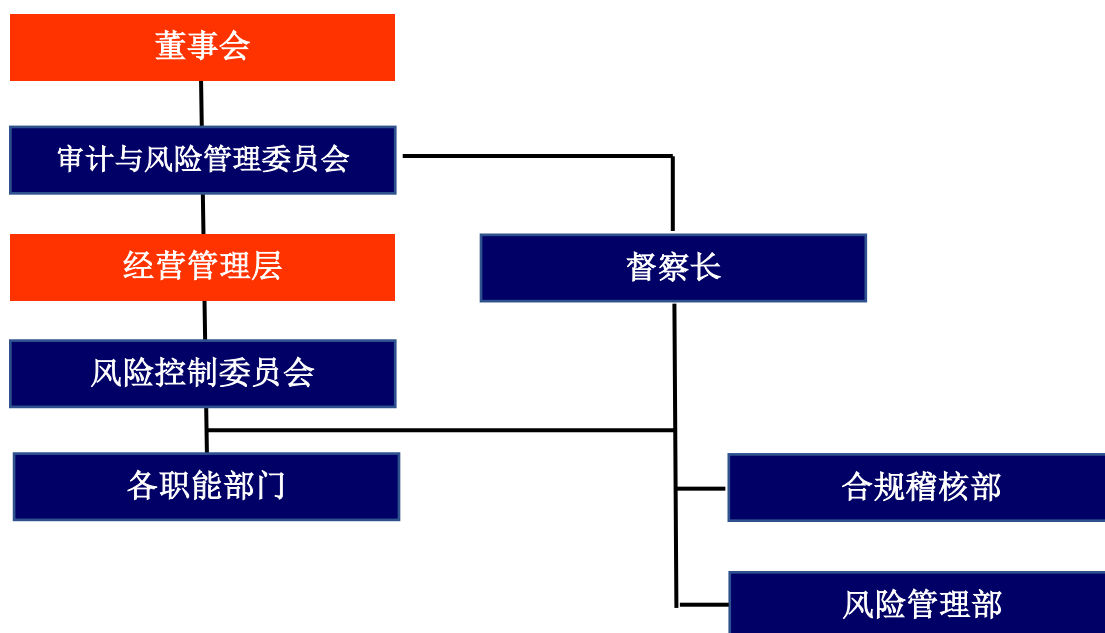 董事会
审计与风险管理委员会
经营管理层
督察长
风险控制委员会
各职能部门
合规稽核部
风险管理部